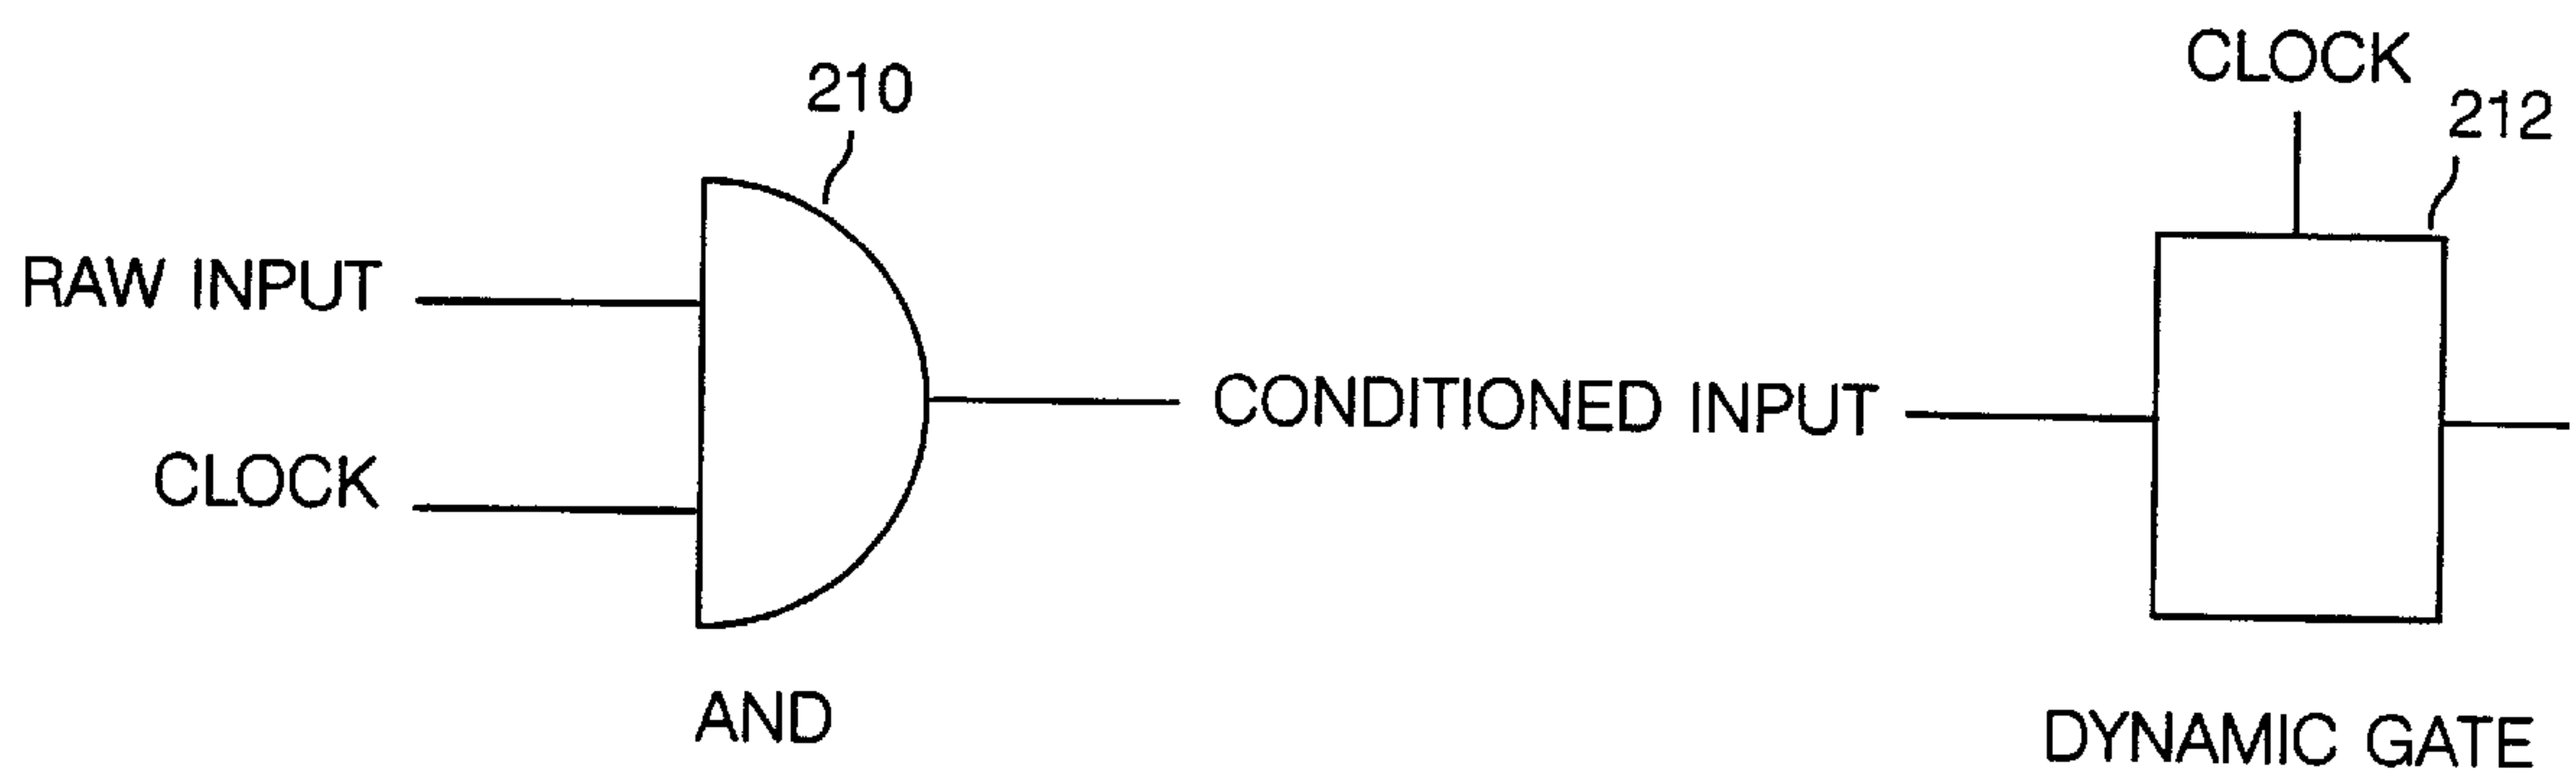 210
CLOCK
212
RAW INPUT
CLOCK
CONDITIONED INPUT
AND
DYNAMIC GATE